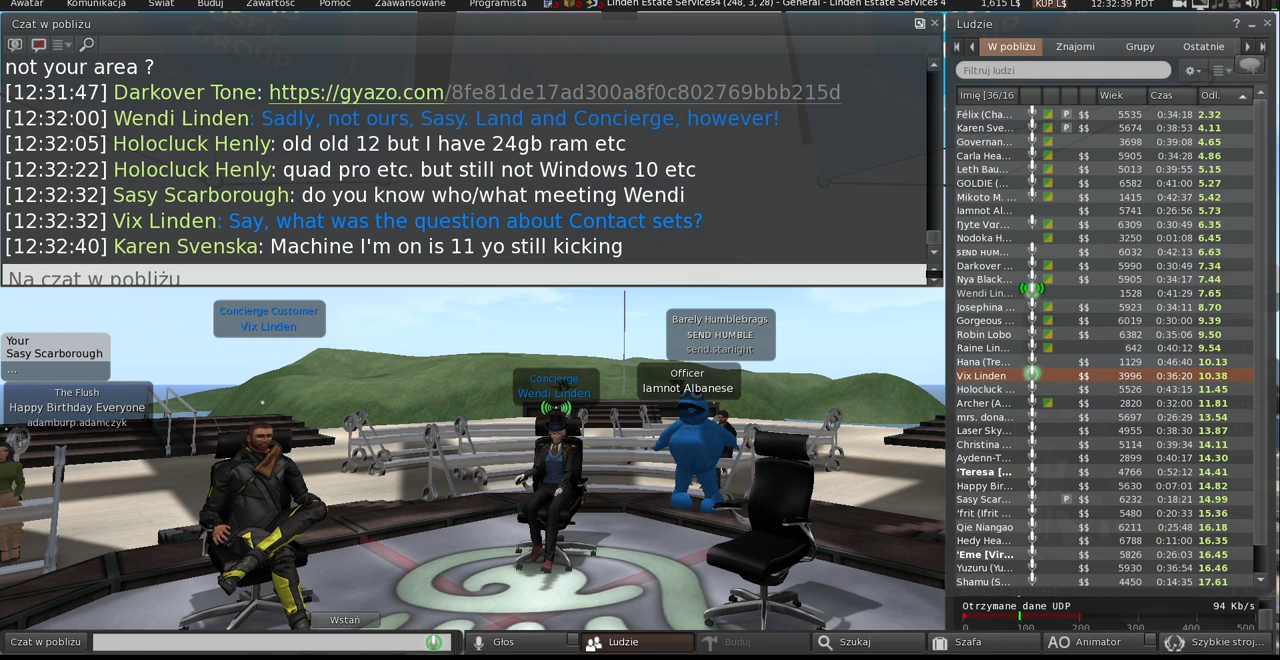 Awatar Komunikacja Świat Buduj Zawartość Pomoc Zaawansowane Programista Linden Estate Services4 (248, 3, 28) - General - Linden Estate Services 4 1,615 L$ KUP L$ 12:32:39 PDT
Czat w pobliżu
not your area ?
[12:31:47] Darkover Tone: https://gyazo.com/8fe81de17ad300a8f0c802769bbb215d
[12:32:00] Wendi Linden: Sadly, not ours, Sasy. Land and Concierge, however!
[12:32:05] Holocluck Henly: old old 12 but I have 24gb ram etc
[12:32:22] Holocluck Henly: quad pro etc. but still not Windows 10 etc
[12:32:32] Sasy Scarborough: do you know who/what meeting Wendi
[12:32:32] Vix Linden: Say, what was the question about Contact sets?
[12:32:40] Karen Svenska: Machine I'm on is 11 yo still kicking
Na czat w pobliżu
Concierge Customer
Vix Linden
Your
Sasy Scarborough
...
The Flush
Happy Birthday Everyone
adamburp.adamczyk
Concierge
Wendi Linden
Barely Humblebrags
SEND HUMBLE
send.starlight
Officer
Iamnot Albanese
Wstań
Ludzie
W pobliżu Znajomi Grupy Ostatnie
Filtruj ludzi
Imię [36/16 Wiek Czas Odl.
Félix (Cha... P $$ 5535 0:34:18 2.32
Karen Sve... P $$ 5674 0:38:53 4.11
Governan... 3698 0:39:08 4.65
Carla Hea... $$ 5905 0:34:28 4.86
Leth Bau... $$ 5013 0:39:55 5.15
GOLDIE (... $$ 6582 0:41:00 5.27
Mikoto M. ... $$ 1415 0:42:37 5.42
Iamnot Al... $$ 5741 0:26:56 5.73
Ŋyte Vαr... $$ 6309 0:30:49 6.35
Nodoka H... 3250 0:01:08 6.45
SEND HUM... $$ 6032 0:42:13 6.63
Darkover ... $$ 5990 0:30:49 7.34
Nya Black... $$ 5905 0:34:17 7.44
Wendi Lin... 1528 0:41:29 7.65
Josephina ... $$ 5923 0:34:11 8.70
Gorgeous ... $$ 6019 0:30:00 9.39
Robin Lobo $$ 6382 0:35:06 9.50
Raine Lin... 642 0:40:12 9.54
Hana (Tre... $$ 1129 0:46:40 10.13
Vix Linden 3996 0:36:20 10.38
Holocluck ... $$ 5526 0:43:15 11.45
Archer (A... $$ 2820 0:32:00 11.81
mrs. dona... $$ 5697 0:26:29 13.54
Laser Sky... $$ 4955 0:38:30 13.87
Christina ... $$ 5114 0:39:34 14.11
Aydenn-T... $$ 2899 0:40:17 14.30
'Teresa [... $$ 4766 0:52:12 14.41
Happy Bir... $$ 5630 0:07:01 14.82
Sasy Scar... P $$ 6232 0:18:21 14.99
'frit (Ifrit ... $$ 5480 0:20:33 15.36
Qie Niangao $$ 6211 0:25:48 16.18
Hedy Hea... $$ 6788 0:11:00 16.35
'Eme [Vir... $$ 5826 0:26:03 16.45
Yuzuru (Yu... $$ 5930 0:36:54 16.46
Shamu (S... $$ 4450 0:14:35 17.61
Otrzymane dane UDP 94 Kb/s
0 100 200 300 400 500
Czat w pobliżu Głos Ludzie Buduj Szukaj Szafa AO Animator Szybkie stroj...